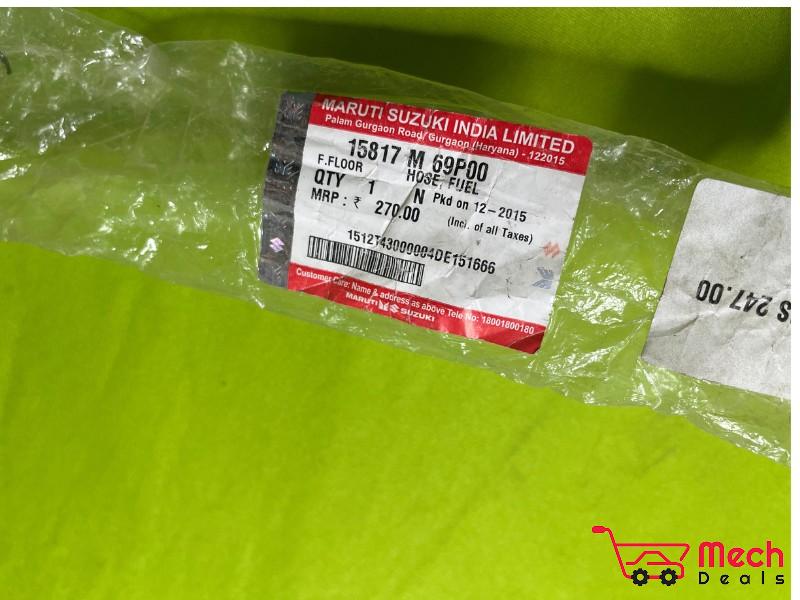 MARUTI SUZUKI INDIA LIMITED
Palam Gurgaon Road, Gurgaon (Haryana) - 122015
15817 M 69P00
F.FLOOR HOSE, FUEL
QTY 1 N Pkd on 12-2015
MRP : ₹ 270.00 (Incl. of all Taxes)
1512T43000004DE151666
Customer Care: Name & address as above Tele No: 18001800180
MARUTI SUZUKI
247.00
Mech
Deals